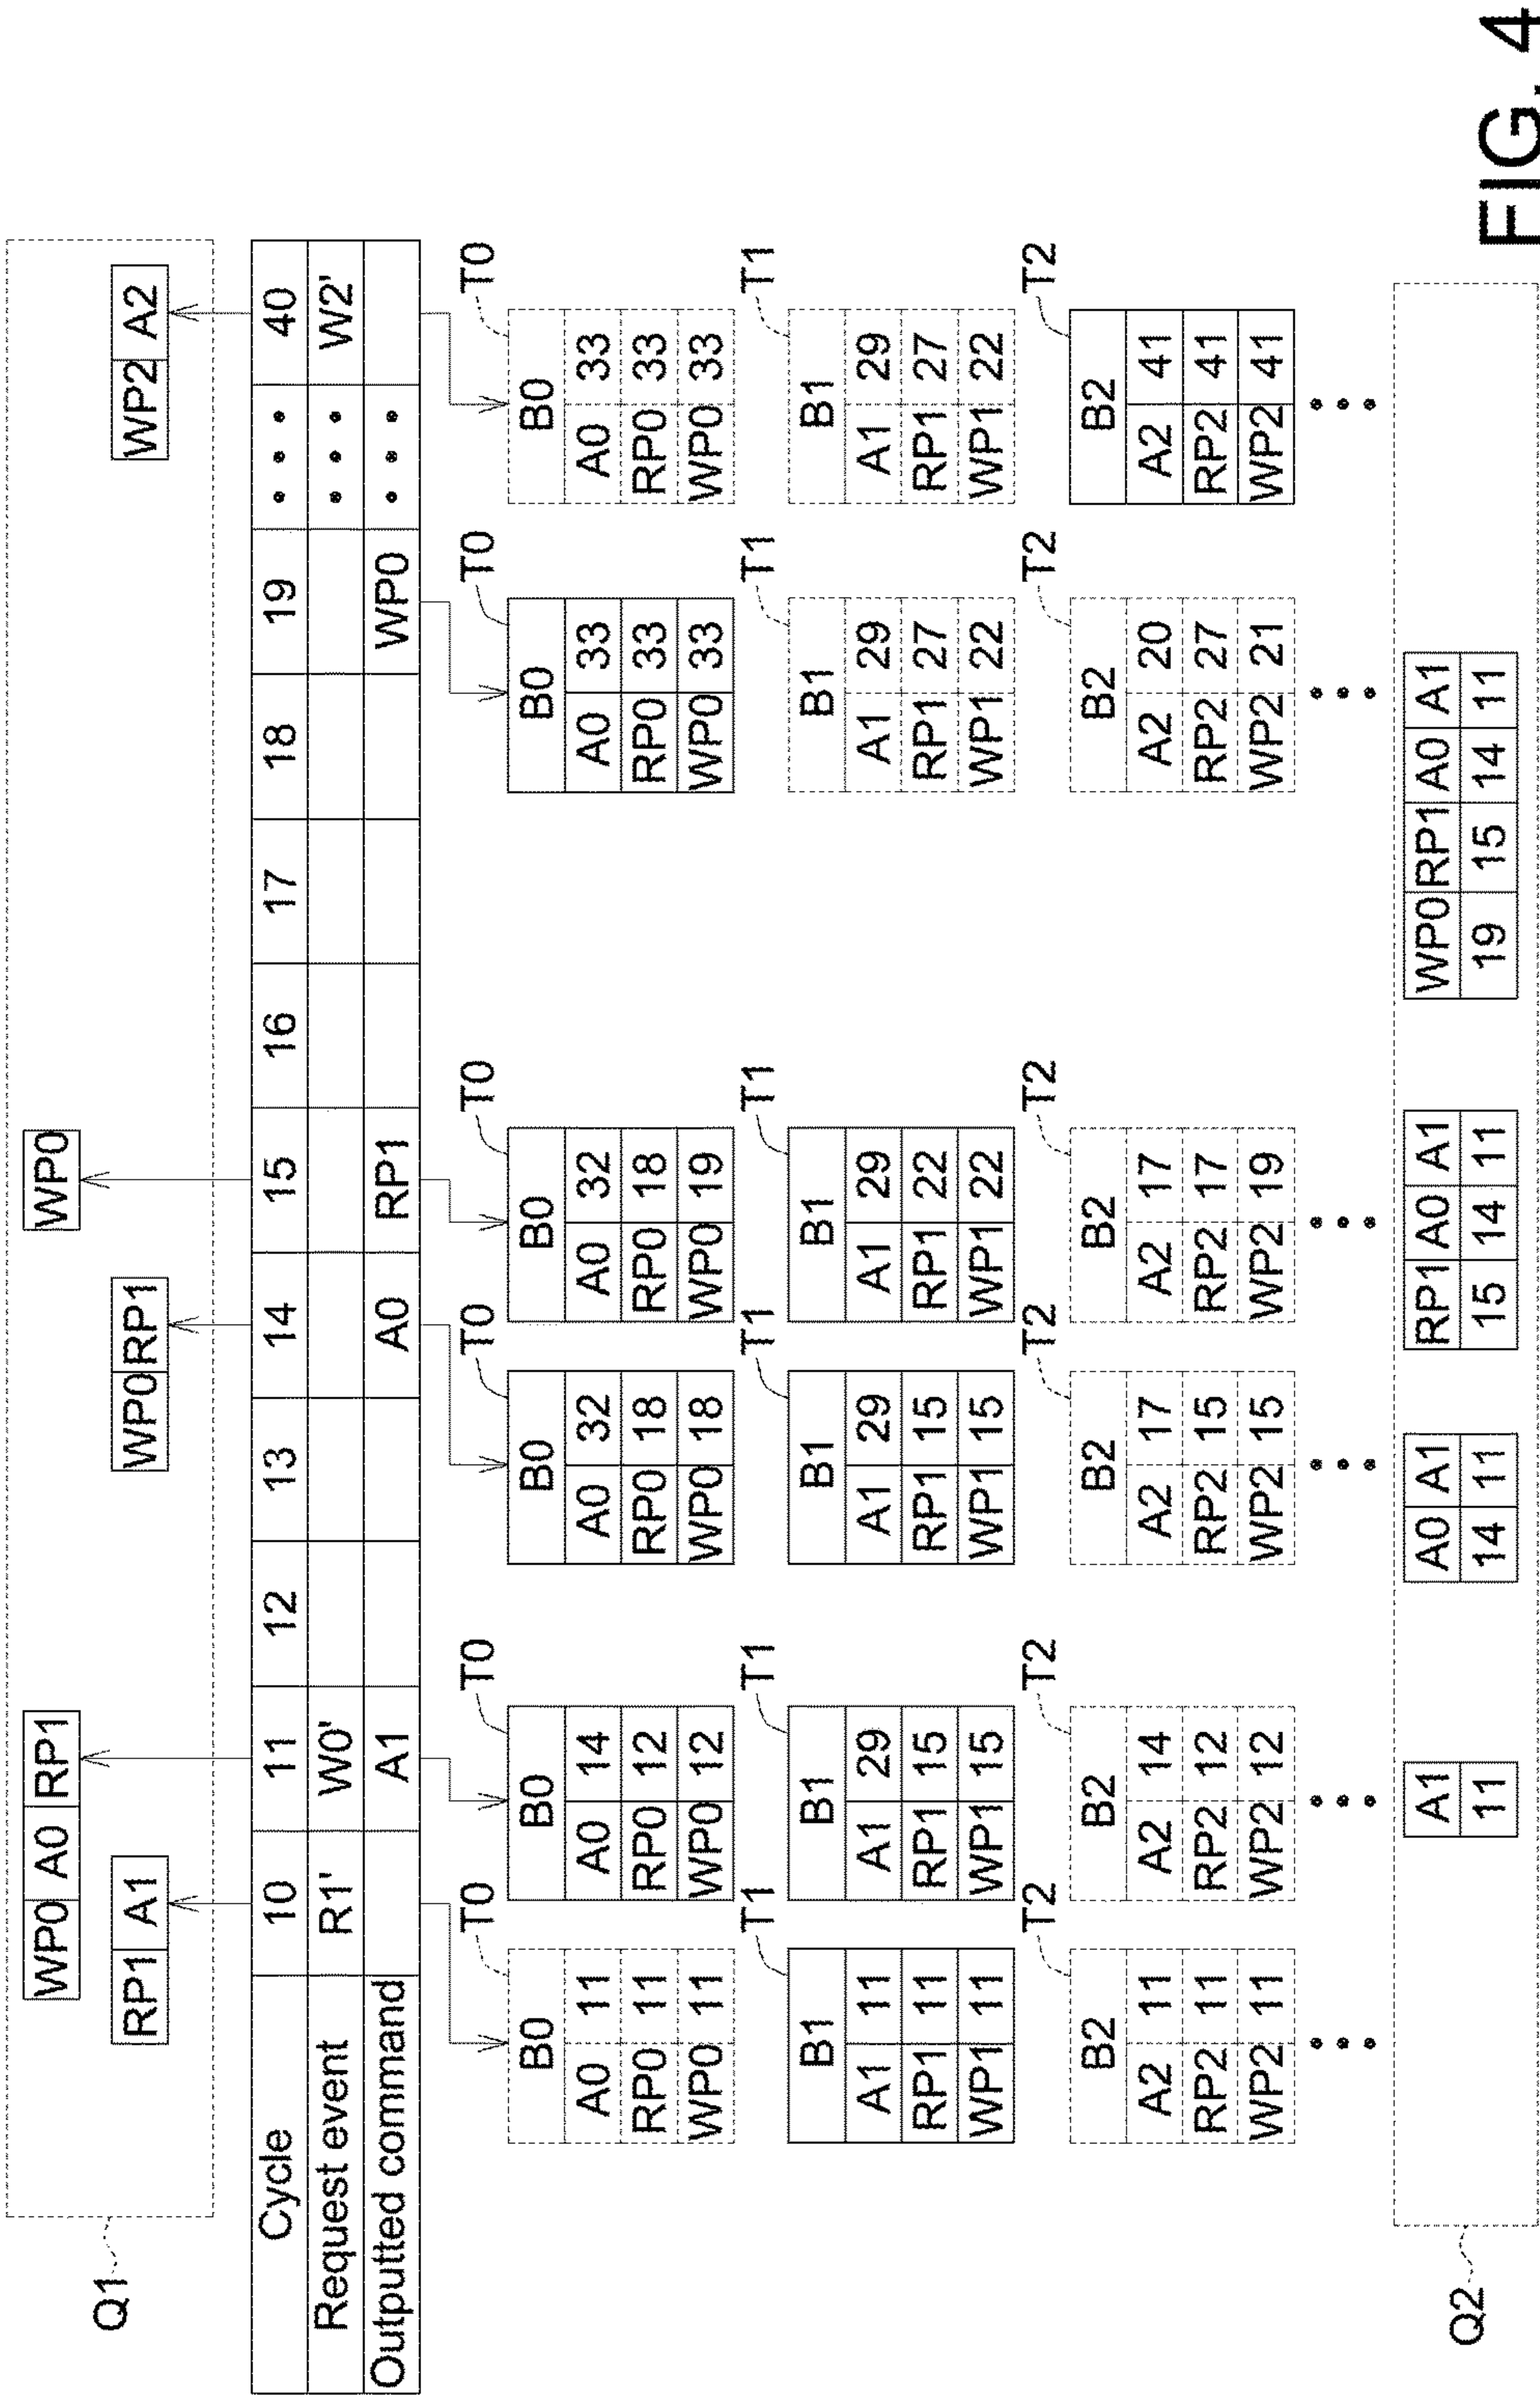 Q1
WP0 A0 RP1 WP0
RP1 A1 WP0 RP1 WP2 A2
Cycle 10 11 12 13 14 15 16 17 18 19 • • • 40
Request event R1' W0' • • • W2'
Outputted command A1 A0 RP1 WP0 • • •
T0 T0 T0 T0 T0 T0
B0 B0 B0 B0 B0 B0
A0 11 A0 14 A0 32 A0 32 A0 33 A0 33
RP0 11 RP0 12 RP0 18 RP0 18 RP0 33 RP0 33
WP0 11 WP0 12 WP0 18 WP0 19 WP0 33 WP0 33
T1 T1 T1 T1 T1 T1
B1 B1 B1 B1 B1 B1
A1 11 A1 29 A1 29 A1 29 A1 29 A1 29
RP1 11 RP1 15 RP1 15 RP1 22 RP1 27 RP1 27
WP1 11 WP1 15 WP1 15 WP1 22 WP1 22 WP1 22
T2 T2 T2 T2 T2 T2
B2 B2 B2 B2 B2 B2
A2 11 A2 14 A2 17 A2 17 A2 20 A2 41
RP2 11 RP2 12 RP2 15 RP2 17 RP2 27 RP2 41
WP2 11 WP2 12 WP2 15 WP2 19 WP2 21 WP2 41
• • • • • • • • • • • • • • • • • •
Q2
A1 A0 A1 RP1 A0 A1 WP0 RP1 A0 A1
11 14 11 15 14 11 19 15 14 11
FIG. 4